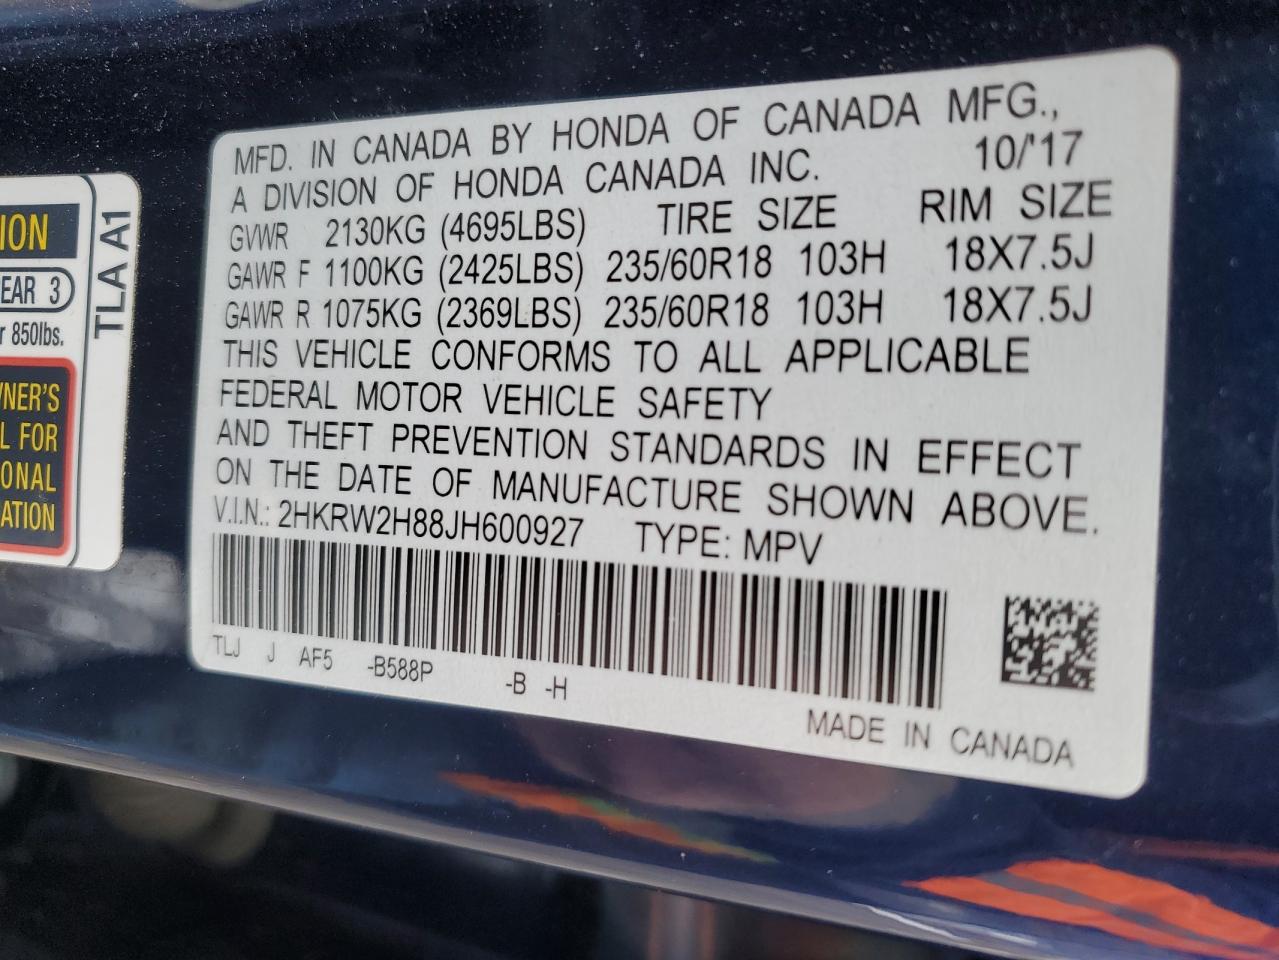 ION
EAR 3
r 850lbs.
WNER'S
L FOR
ONAL
ATION
TLA A1
MFD. IN CANADA BY HONDA OF CANADA MFG.,
A DIVISION OF HONDA CANADA INC. 10/'17
GVWR 2130KG (4695LBS) TIRE SIZE RIM SIZE
GAWR F 1100KG (2425LBS) 235/60R18 103H 18X7.5J
GAWR R 1075KG (2369LBS) 235/60R18 103H 18X7.5J
THIS VEHICLE CONFORMS TO ALL APPLICABLE
FEDERAL MOTOR VEHICLE SAFETY
AND THEFT PREVENTION STANDARDS IN EFFECT
ON THE DATE OF MANUFACTURE SHOWN ABOVE.
V.I.N.: 2HKRW2H88JH600927 TYPE: MPV
TLJ J AF5 -B588P -B -H
MADE IN CANADA